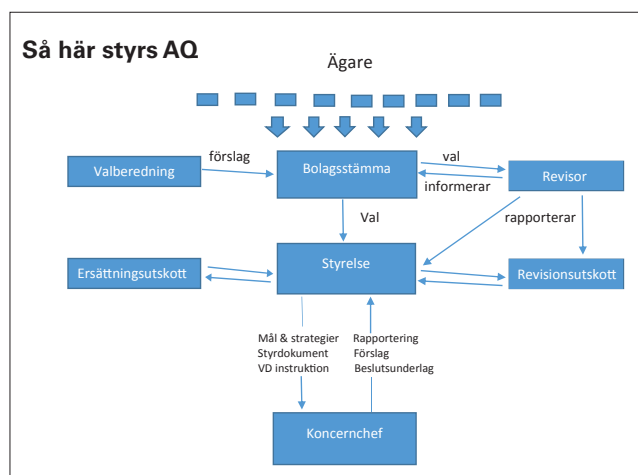 Så här styrs AQ
Ägare
Valberedning
förslag
Bolagsstämma
val
informerar
Revisor
Val
rapporterar
Ersättningsutskott
Styrelse
Revisionsutskott
Mål & strategier
Styrdokument
VD instruktion
Rapportering
Förslag
Beslutsunderlag
Koncernchef